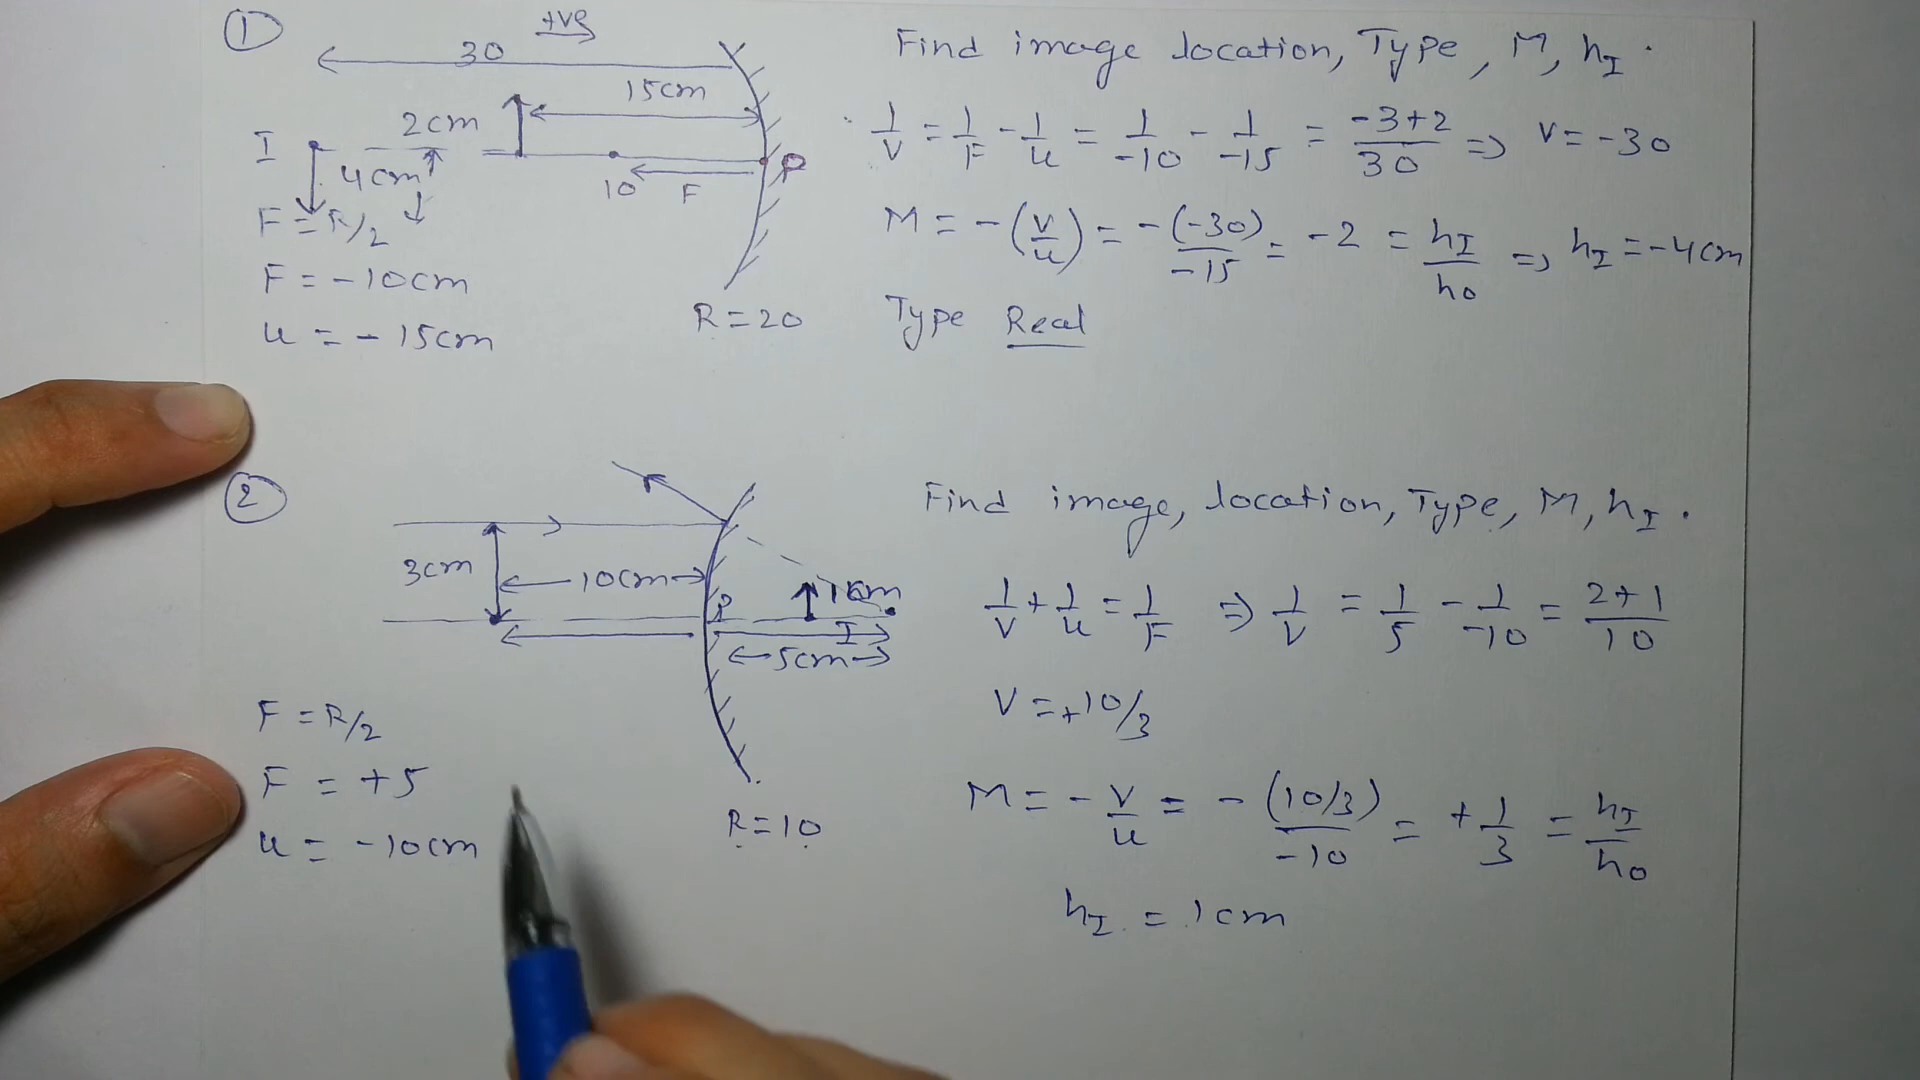 1
+ve
30
15cm
2cm
I
4cm
10
F
P
F = R/2
F = -10cm
u = - 15cm
R = 20
Find image location, Type, M, hI.
1/V = 1/F - 1/u = 1/-10 - 1/-15 = -3+2/30 => V = -30
M = -(V/u) = -(-30)/-15 = -2 = hI/ho => hI = -4cm
Type Real
2
3cm
10cm
P
1cm
I
5cm
F = R/2
F = +5
u = -10cm
R = 10
Find image, location, Type, M, hI.
1/V + 1/u = 1/F => 1/V = 1/5 - 1/-10 = 2+1/10
V = +10/3
M = - V/u = - (10/3)/-10 = + 1/3 = hI/ho
hI = 1cm